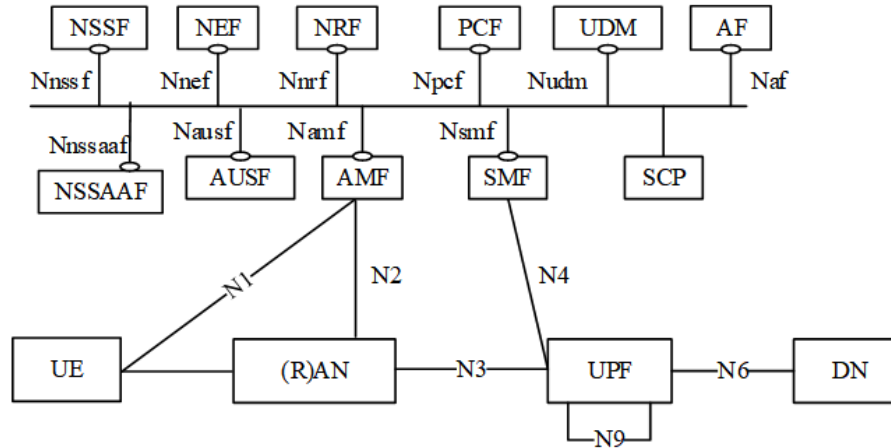 NSSF NEF NRF PCF UDM AF
Nnssf Nnef Nnrf Npcf Nudm Naf
Nnssaaf Nausf Namf Nsmf
NSSAAF AUSF AMF SMF SCP
N1 N2 N4
UE (R)AN N3 UPF N6 DN
N9